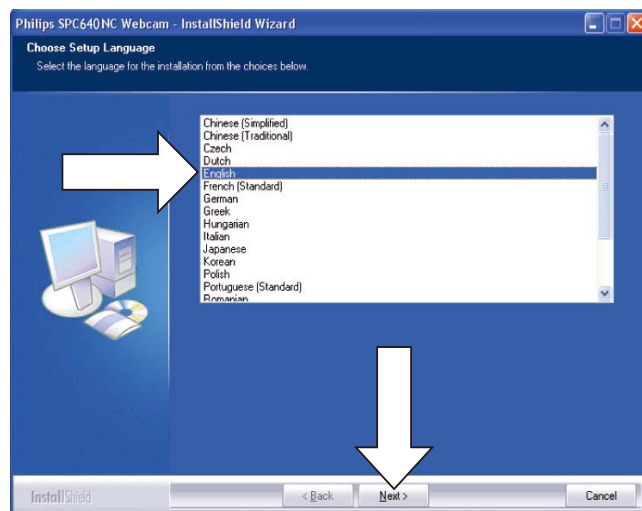 Philips SPC640NC Webcam - InstallShield Wizard
Choose Setup Language
Select the language for the installation from the choices below.
Chinese (Simplified)
Chinese (Traditional)
Czech
Dutch
English
French (Standard)
German
Greek
Hungarian
Italian
Japanese
Korean
Polish
Portuguese (Standard)
Romanian
InstallShield
< Back
Next >
Cancel